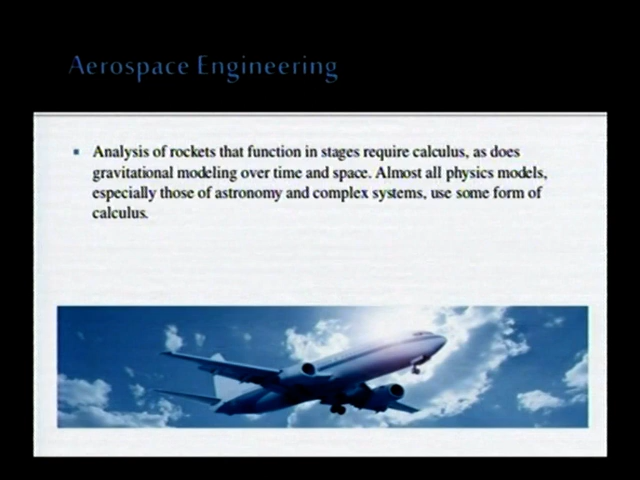 Aerospace Engineering
Analysis of rockets that function in stages require calculus, as does
gravitational modeling over time and space. Almost all physics models,
especially those of astronomy and complex systems, use some form of
calculus.